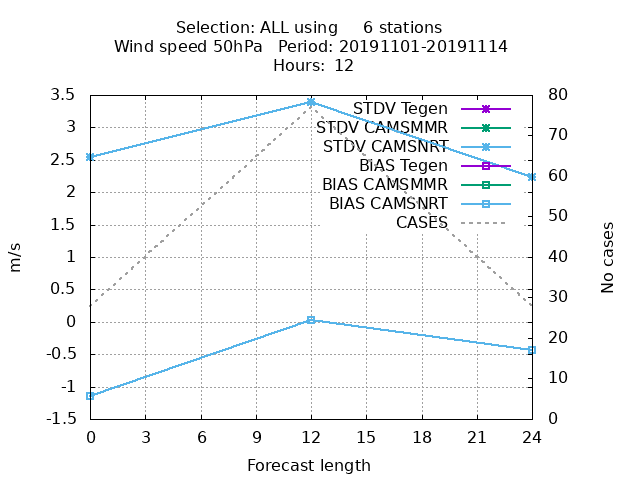 Selection: ALL using     6 stations
Wind speed 50hPa   Period: 20191101-20191114
Hours:  12
3.5
3
2.5
2
1.5
1
0.5
0
-0.5
-1
-1.5
m/s
STDV Tegen
STDV CAMSMMR
STDV CAMSNRT
BIAS Tegen
BIAS CAMSMMR
BIAS CAMSNRT
CASES
80
70
60
50
40
30
20
10
0
No cases
0 3 6 9 12 15 18 21 24
Forecast length